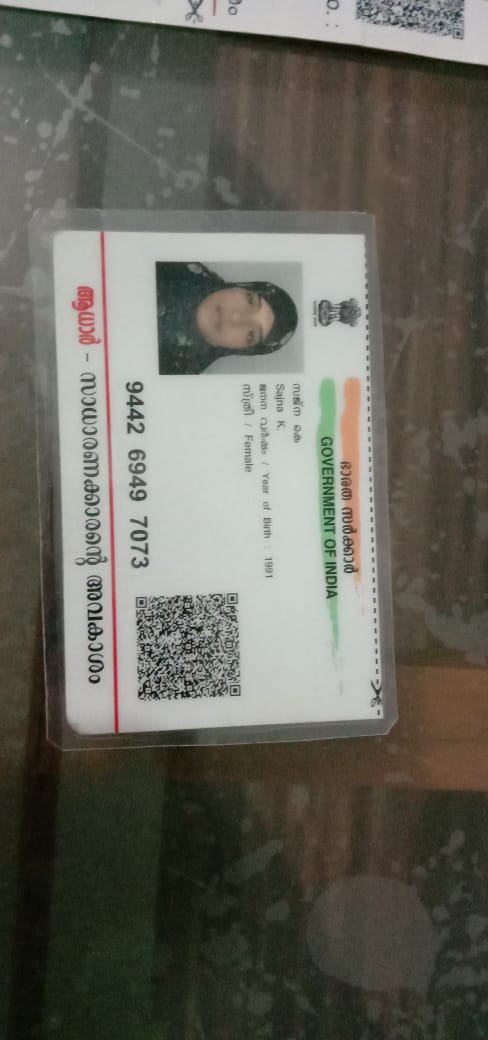 ഭാരത സർക്കാർ
GOVERNMENT OF INDIA
സജ്ന കെ
Sajna K.
ജനന വർഷം / Year of Birth : 1991
സ്ത്രീ / Female
9442 6949 7073
ആധാർ - സാധാരണക്കാരന്റെ അവകാശം